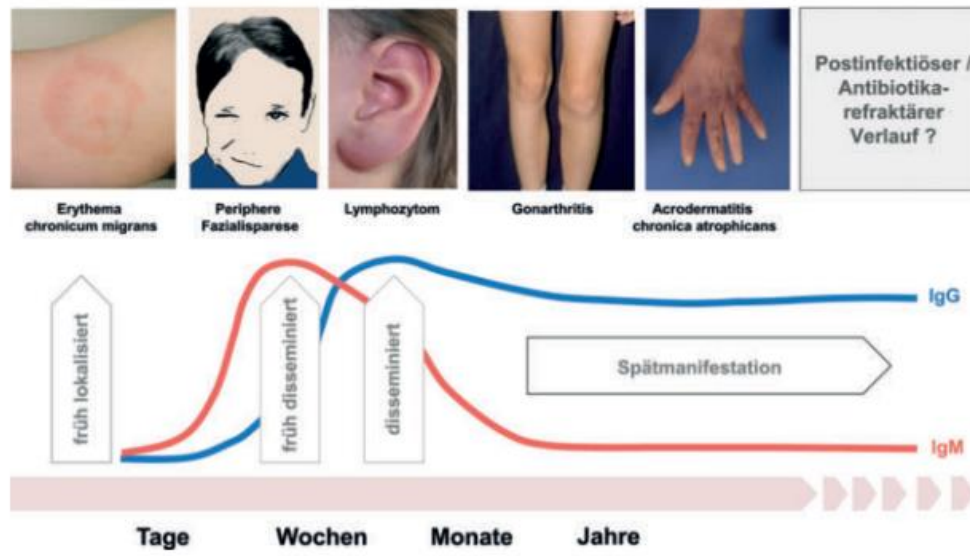 Postinfektiöser /
Antibiotika-
refraktärer
Verlauf ?
Erythema
chronicum migrans
Periphere
Fazialisparese
Lymphozytom
Gonarthritis
Acrodermatitis
chronica atrophicans
früh lokalisiert
früh disseminiert
disseminiert
IgG
Spätmanifestation
IgM
Tage
Wochen
Monate
Jahre